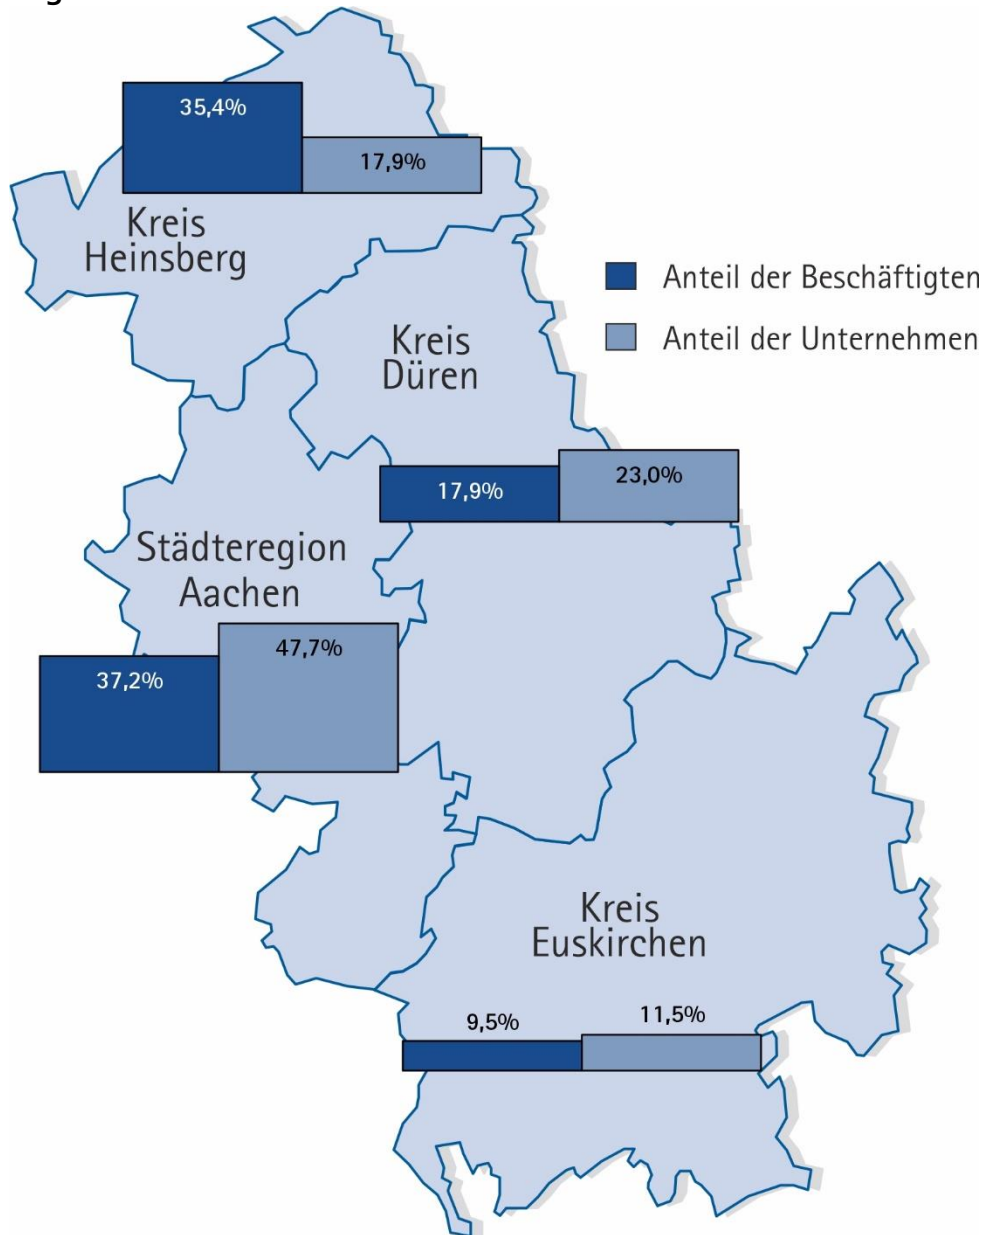 35,4%
17,9%
Kreis
Heinsberg
Anteil der Beschäftigten
Anteil der Unternehmen
Kreis
Düren
17,9%
23,0%
Städteregion
Aachen
37,2%
47,7%
Kreis
Euskirchen
9,5%
11,5%